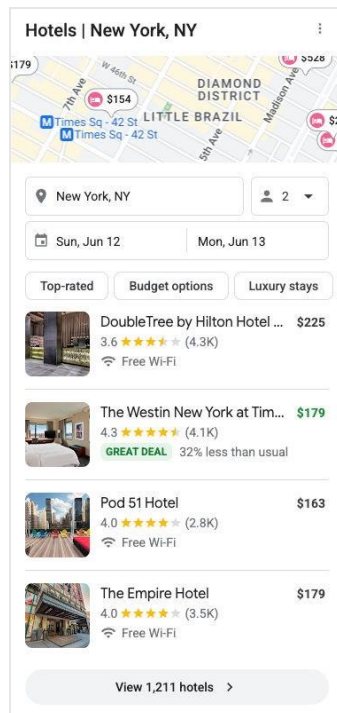 Hotels | New York, NY
$179
$528
W 46th St
7th Ave
$154
DIAMOND
DISTRICT
Madison Ave
LITTLE BRAZIL
M Times Sq - 42 St
M Times Sq - 42 St
5th Ave
New York, NY
2
Sun, Jun 12
Mon, Jun 13
Top-rated
Budget options
Luxury stays
DoubleTree by Hilton Hotel ... $225
3.6 (4.3K)
Free Wi-Fi
The Westin New York at Tim... $179
4.3 (4.1K)
GREAT DEAL 32% less than usual
Pod 51 Hotel $163
4.0 (2.8K)
Free Wi-Fi
The Empire Hotel $179
4.0 (3.5K)
Free Wi-Fi
View 1,211 hotels